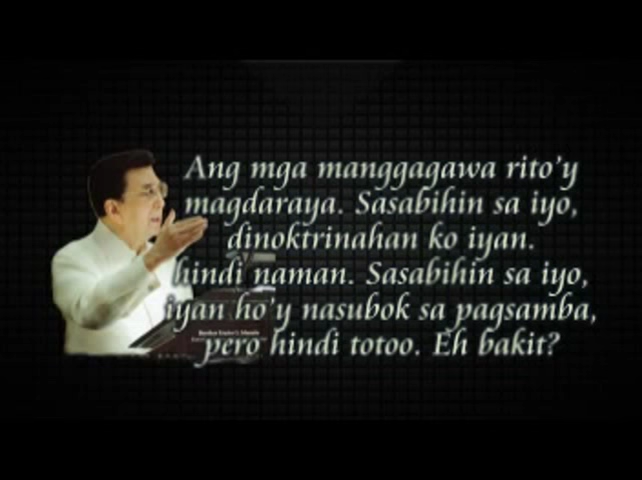 Ang mga manggagawa rito'y
magdaraya. Sasabihin sa iyo,
dinoktrinahan ko iyan.
hindi naman. Sasabihin sa iyo,
iyan ho'y nasubok sa pagsamba,
pero hindi totoo. Eh bakit?